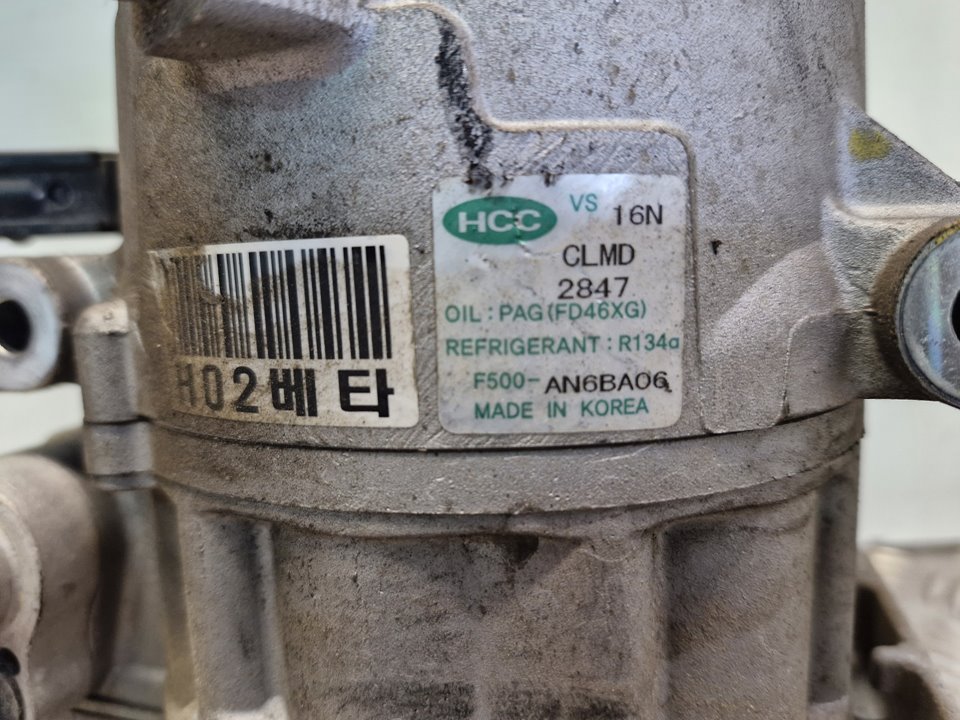 HCC VS 16N
CLMD
2847
OIL : PAG (FD46XG)
REFRIGERANT : R134a
F500-AN6BA06
MADE IN KOREA
H02베타